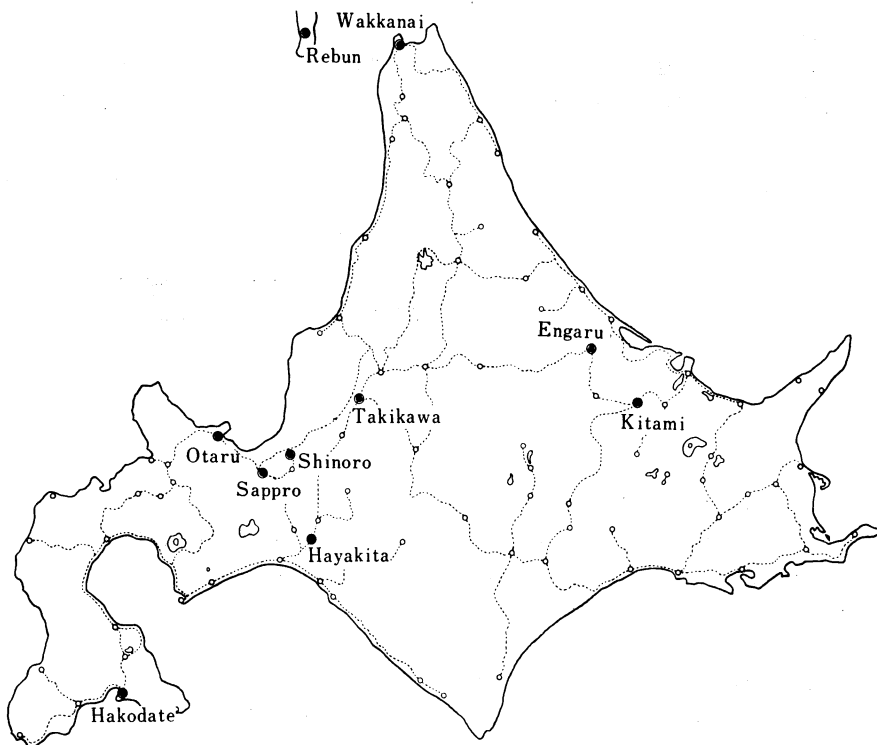 Wakkanai
Rebun
Engaru
Takikawa
Kitami
Otaru
Shinoro
Sappro
Hayakita
Hakodate